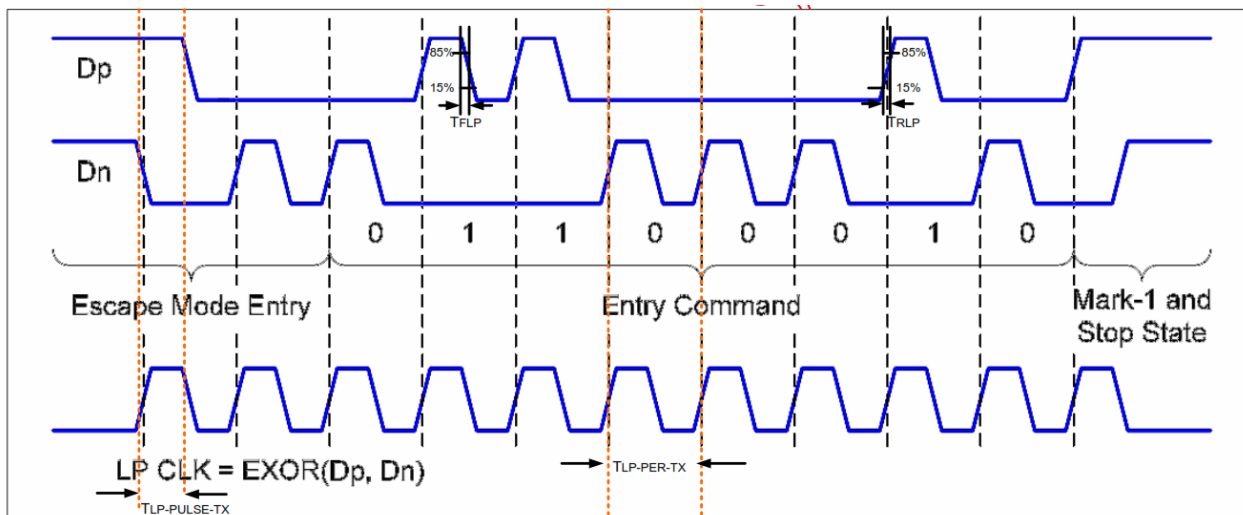 Dp
85%
15%
TFLP
85%
15%
TRLP
Dn
0 1 1 0 0 0 1 0
Escape Mode Entry
Entry Command
Mark-1 and
Stop State
LP CLK = EXOR(Dp, Dn)
TLP-PER-TX
TLP-PULSE-TX